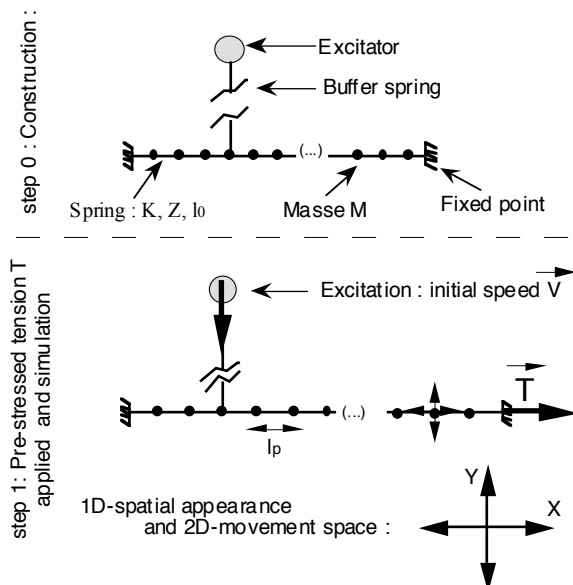 step 0 : Construction :
Excitator
Buffer spring
(...)
Spring : K, Z, l0
Masse M
Fixed point
step 1: Pre-stressed tension T
applied and simulation
Excitation : initial speed V
T
(...)
lp
1D-spatial appearance
and 2D-movement space :
Y
X